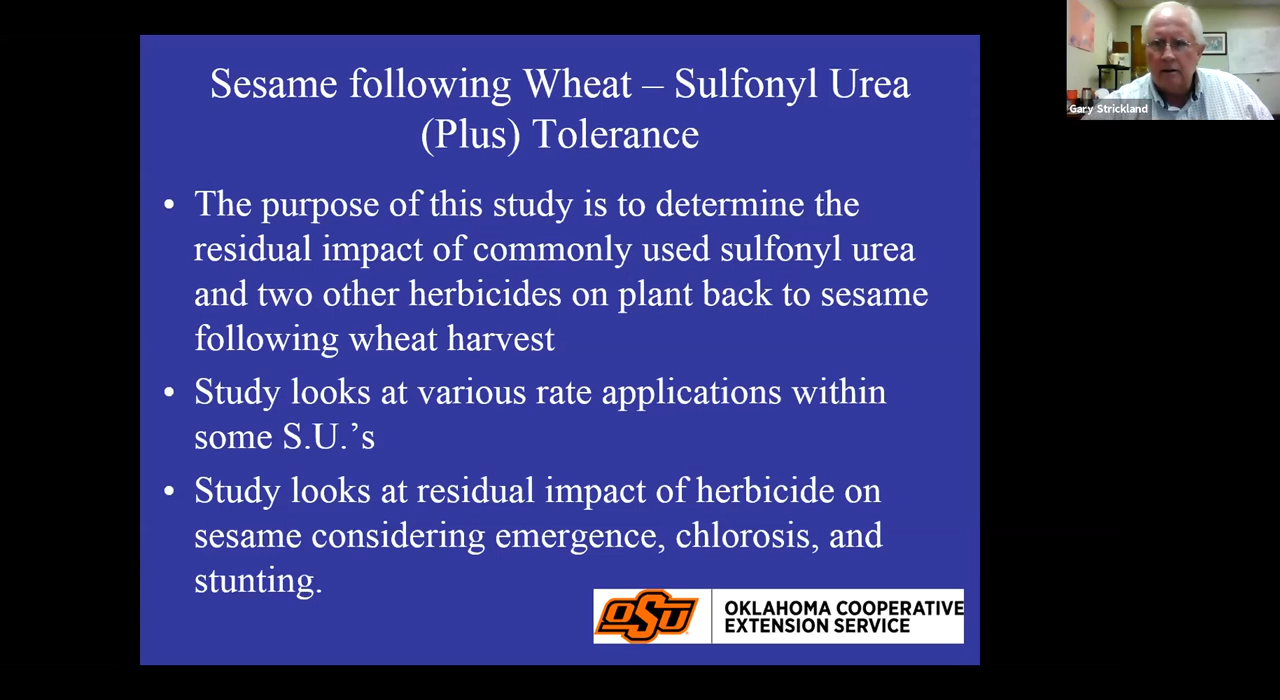 Sesame following Wheat – Sulfonyl Urea
(Plus) Tolerance
• The purpose of this study is to determine the
residual impact of commonly used sulfonyl urea
and two other herbicides on plant back to sesame
following wheat harvest
• Study looks at various rate applications within
some S.U.’s
• Study looks at residual impact of herbicide on
sesame considering emergence, chlorosis, and
stunting.
OSU
OKLAHOMA COOPERATIVE
EXTENSION SERVICE
Gary Strickland